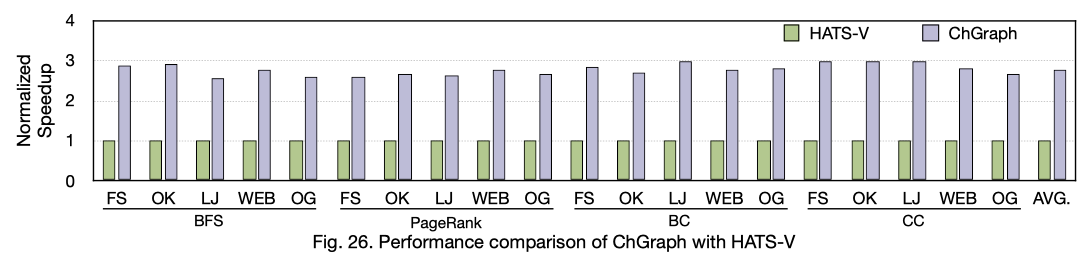 4
HATS-V ChGraph
3
Normalized
Speedup
2
1
0
FS OK LJ WEB OG FS OK LJ WEB OG FS OK LJ WEB OG FS OK LJ WEB OG AVG.
BFS PageRank BC CC
Fig. 26. Performance comparison of ChGraph with HATS-V